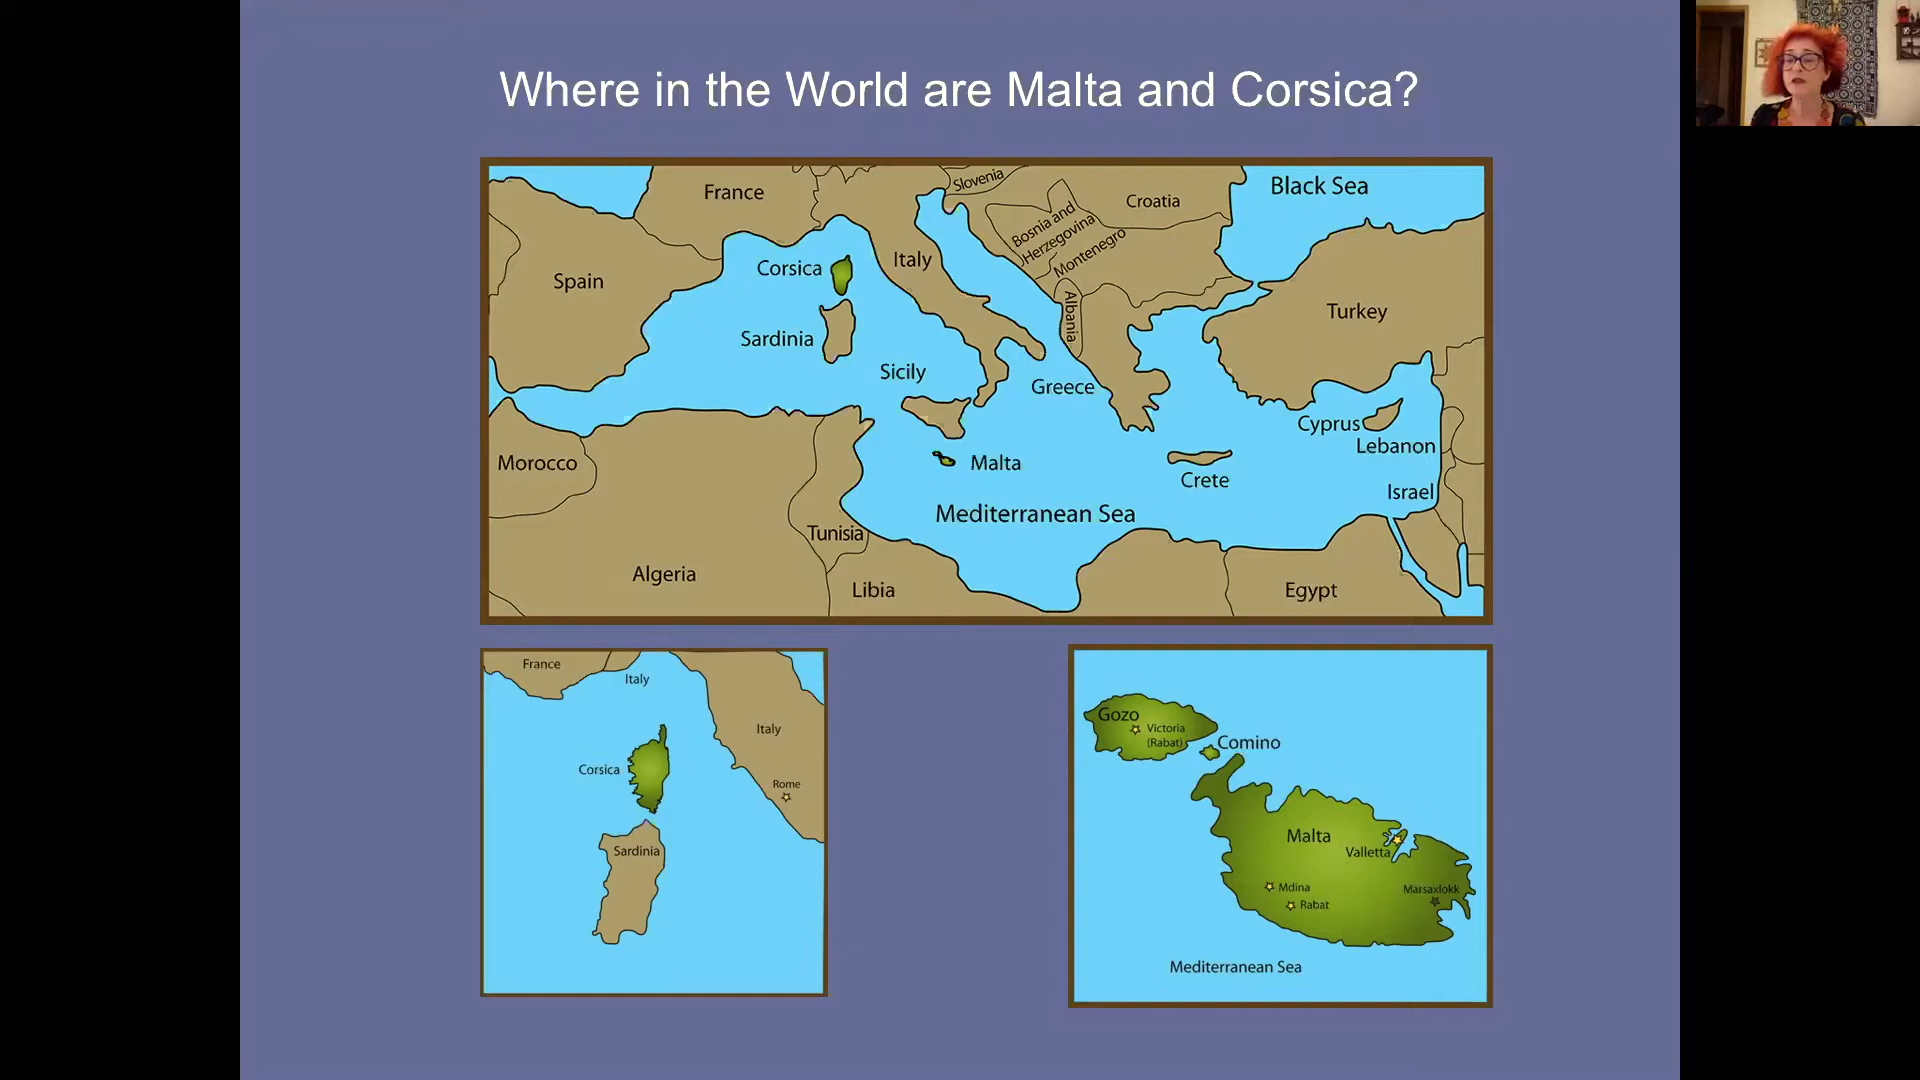 Where in the World are Malta and Corsica?
France
Slovenia
Croatia
Black Sea
Bosnia and
Herzegovina
Montenegro
Corsica
Italy
Spain
Albania
Turkey
Sardinia
Sicily
Greece
Cyprus
Lebanon
Morocco
Malta
Crete
Israel
Mediterranean Sea
Tunisia
Algeria
Libia
Egypt
France
Italy
Italy
Corsica
Rome
Sardinia
Gozo
Victoria
(Rabat)
Comino
Malta
Valletta
Mdina
Marsaxlokk
Rabat
Mediterranean Sea